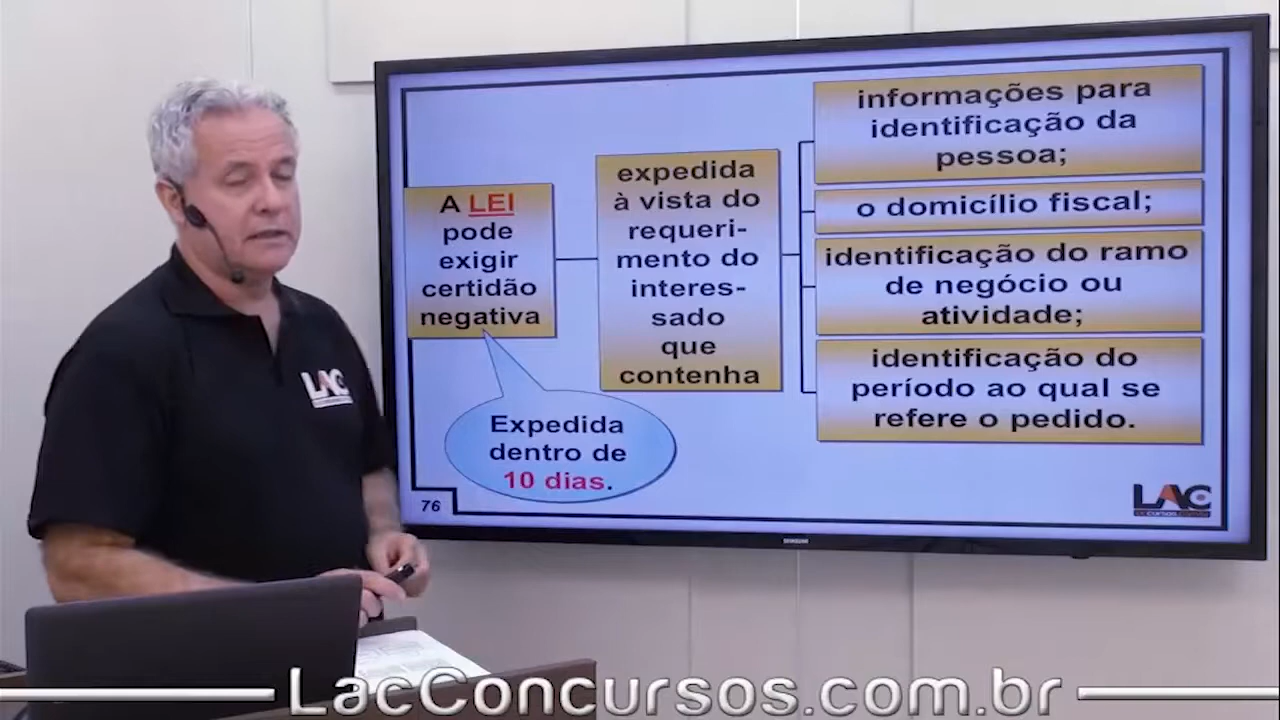 A LEI
pode
exigir
certidão
negativa
Expedida
dentro de
10 dias.
expedida
à vista do
requeri-
mento do
interes-
sado
que
contenha
informações para
identificação da
pessoa;
o domicílio fiscal;
identificação do ramo
de negócio ou
atividade;
identificação do
período ao qual se
refere o pedido.
76
LAC
SAMSUNG
LAC
LacConcursos.com.br